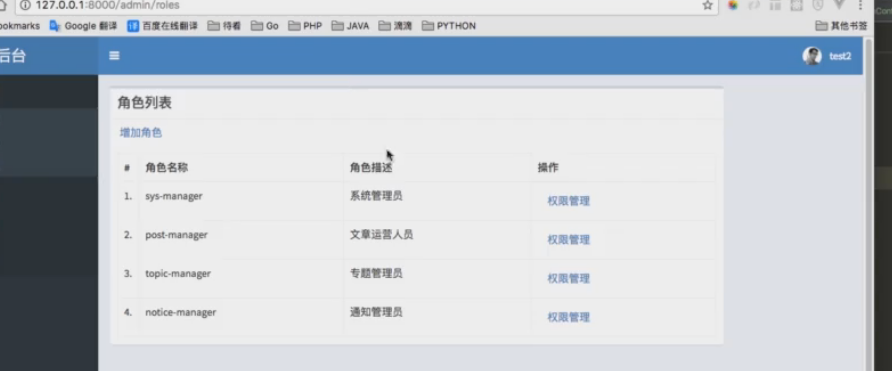 127.0.0.1:8000/admin/roles
ookmarks Google 翻译 百度在线翻译 待看 Go PHP JAVA 湾湾 PYTHON 其他书签
后台 test2
角色列表
增加角色
# 角色名称 角色描述 操作
1. sys-manager 系统管理员 权限管理
2. post-manager 文章运营人员 权限管理
3. topic-manager 专题管理员 权限管理
4. notice-manager 通知管理员 权限管理